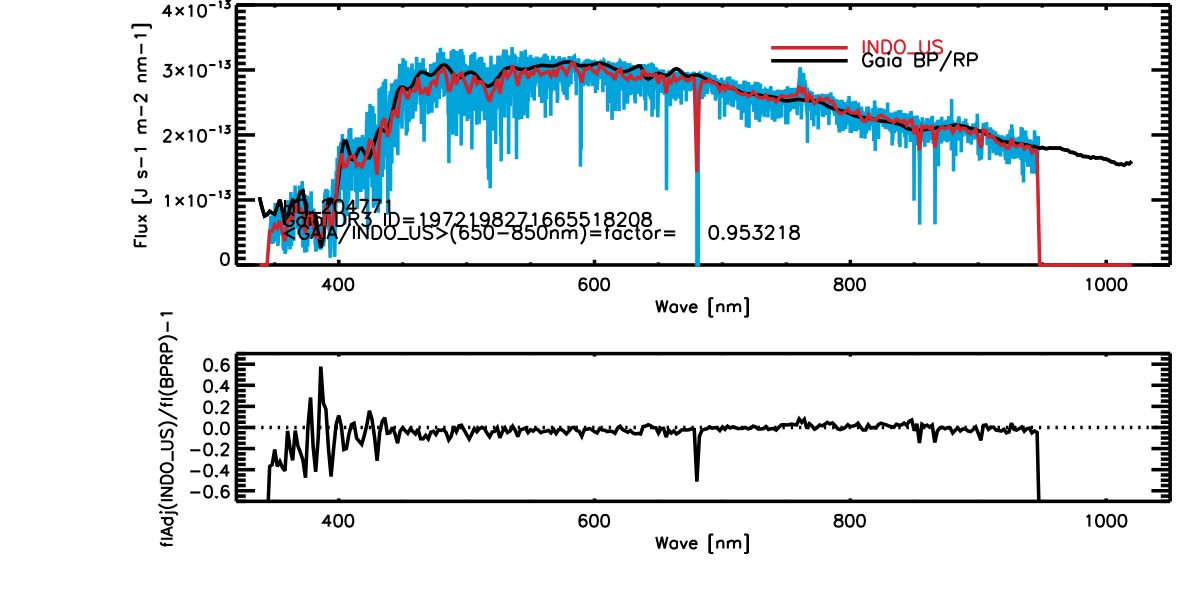 4×10−13
3×10−13
2×10−13
1×10−13
0
Flux [J s−1 m−2 nm−1]
INDO_US
Gaia BP/RP
204771
Gaia DR3 ID=1972198271665518208
<GAIA/INDO_US>(650−850nm)=factor= 0.953218
400 600 800 1000
Wave [nm]
0.6
0.4
0.2
0.0
−0.2
−0.4
−0.6
flAdj(INDO_US)/fl(BPRP)−1
400 600 800 1000
Wave [nm]